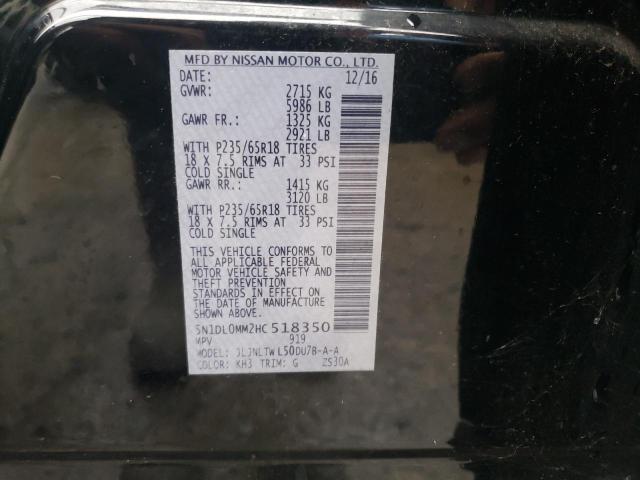 MFD BY NISSAN MOTOR CO., LTD.
DATE: 12/16
GVWR: 2715 KG
5986 LB
GAWR FR.: 1325 KG
2921 LB
WITH P235/65R18 TIRES
18 X 7.5 RIMS AT 33 PSI
COLD SINGLE
GAWR RR.: 1415 KG
3120 LB
WITH P235/65R18 TIRES
18 X 7.5 RIMS AT 33 PSI
COLD SINGLE
THIS VEHICLE CONFORMS TO
ALL APPLICABLE FEDERAL
MOTOR VEHICLE SAFETY AND
THEFT PREVENTION
STANDARDS IN EFFECT ON
THE DATE OF MANUFACTURE
SHOWN ABOVE.
5N1DL0MM2HC518350
MPV 919
MODEL: JLJNLTWL50DU7B-A-A
COLOR: KH3 TRIM: G ZS30A